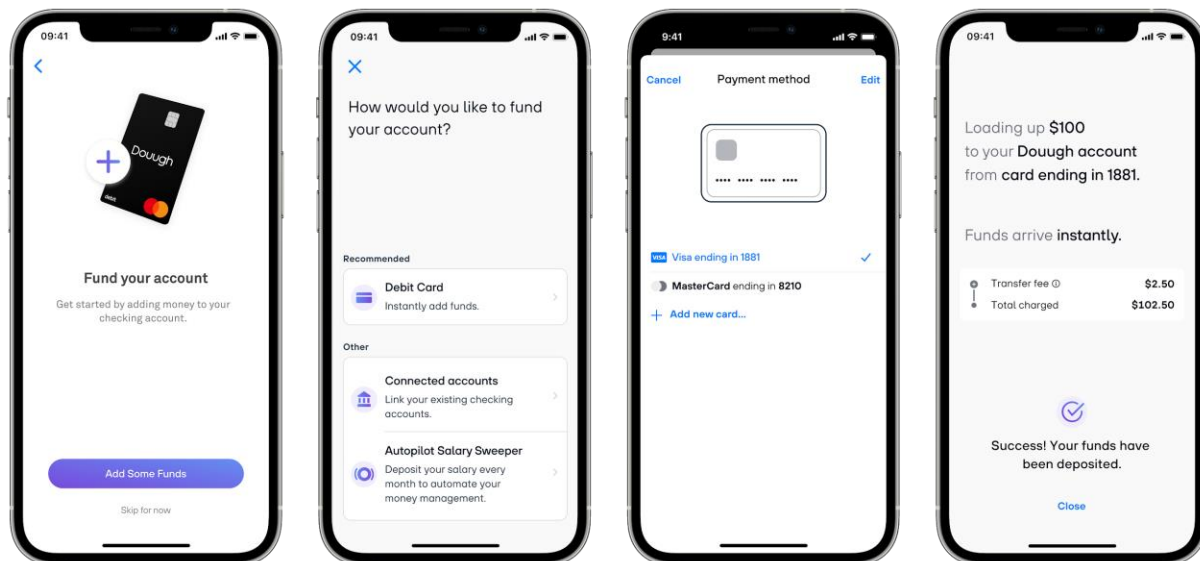 09:41
Douugh
debit
Fund your account
Get started by adding money to your
checking account.
Add Some Funds
Skip for now
09:41
How would you like to fund
your account?
Recommended
Debit Card
Instantly add funds.
Other
Connected accounts
Link your existing checking
accounts.
Autopilot Salary Sweeper
Deposit your salary every
month to automate your
money management.
9:41
Cancel Payment method Edit
VISA Visa ending in 1881
MasterCard ending in 8210
+ Add new card...
09:41
Loading up $100
to your Douugh account
from card ending in 1881.
Funds arrive instantly.
Transfer fee $2.50
Total charged $102.50
Success! Your funds have
been deposited.
Close